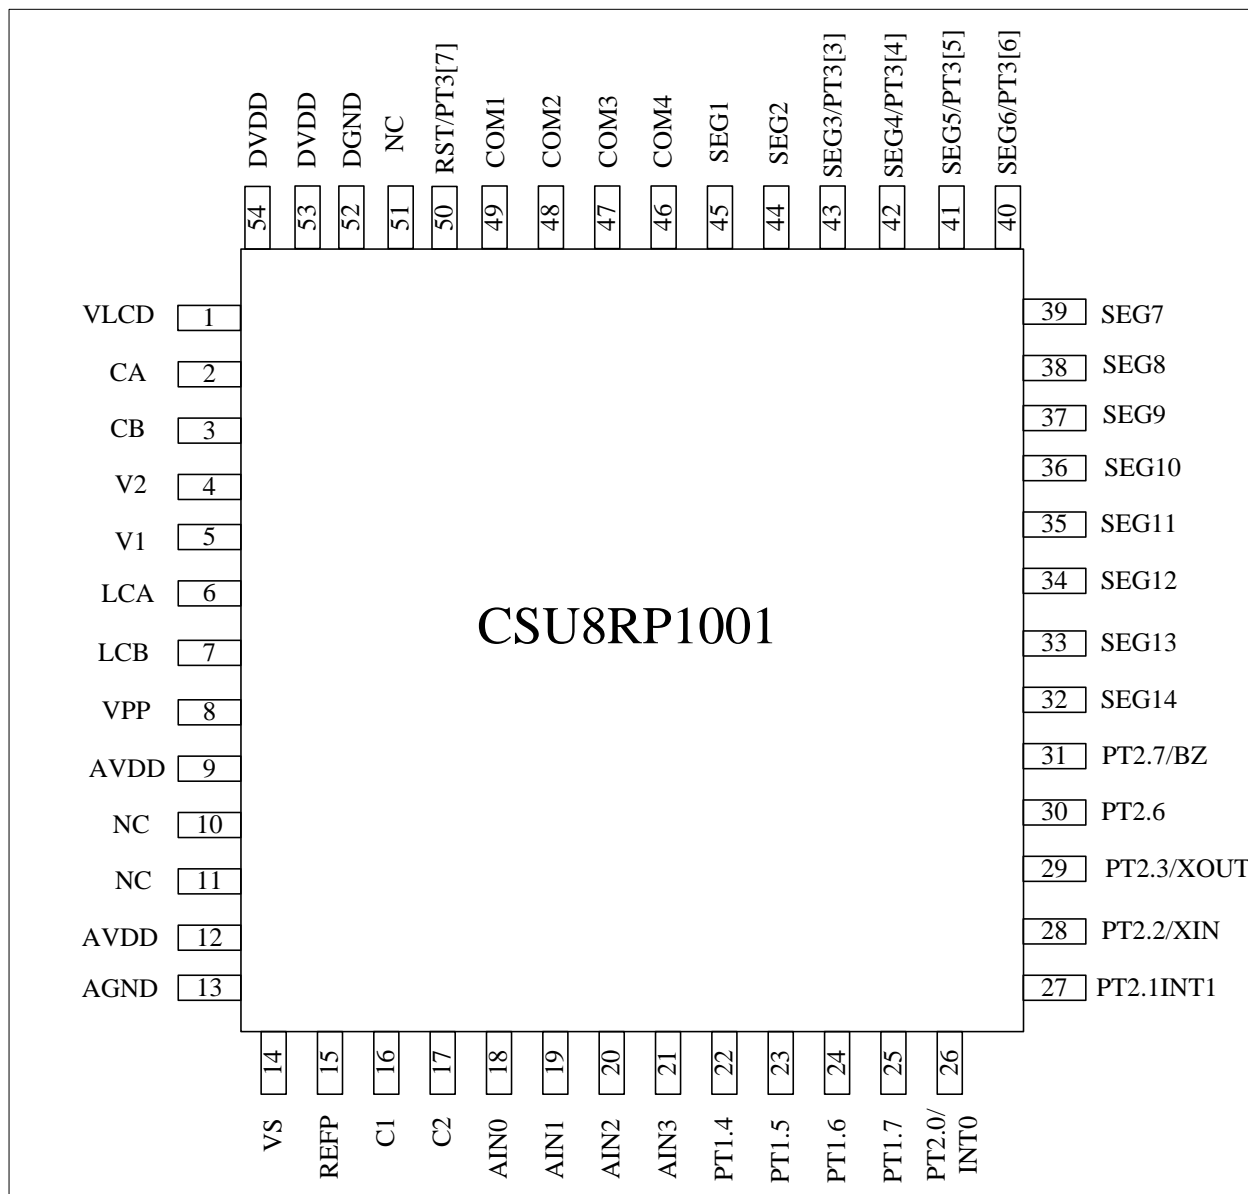 DVDD
DVDD
DGND
NC
RST/PT3[7]
COM1
COM2
COM3
COM4
SEG1
SEG2
SEG3/PT3[3]
SEG4/PT3[4]
SEG5/PT3[5]
SEG6/PT3[6]
54
53
52
51
50
49
48
47
46
45
44
43
42
41
40
VLCD 1
CA 2
CB 3
V2 4
V1 5
LCA 6
LCB 7
VPP 8
AVDD 9
NC 10
NC 11
AVDD 12
AGND 13
CSU8RP1001
39 SEG7
38 SEG8
37 SEG9
36 SEG10
35 SEG11
34 SEG12
33 SEG13
32 SEG14
31 PT2.7/BZ
30 PT2.6
29 PT2.3/XOUT
28 PT2.2/XIN
27 PT2.1INT1
14
15
16
17
18
19
20
21
22
23
24
25
26
VS
REFP
C1
C2
AIN0
AIN1
AIN2
AIN3
PT1.4
PT1.5
PT1.6
PT1.7
PT2.0/
INT0